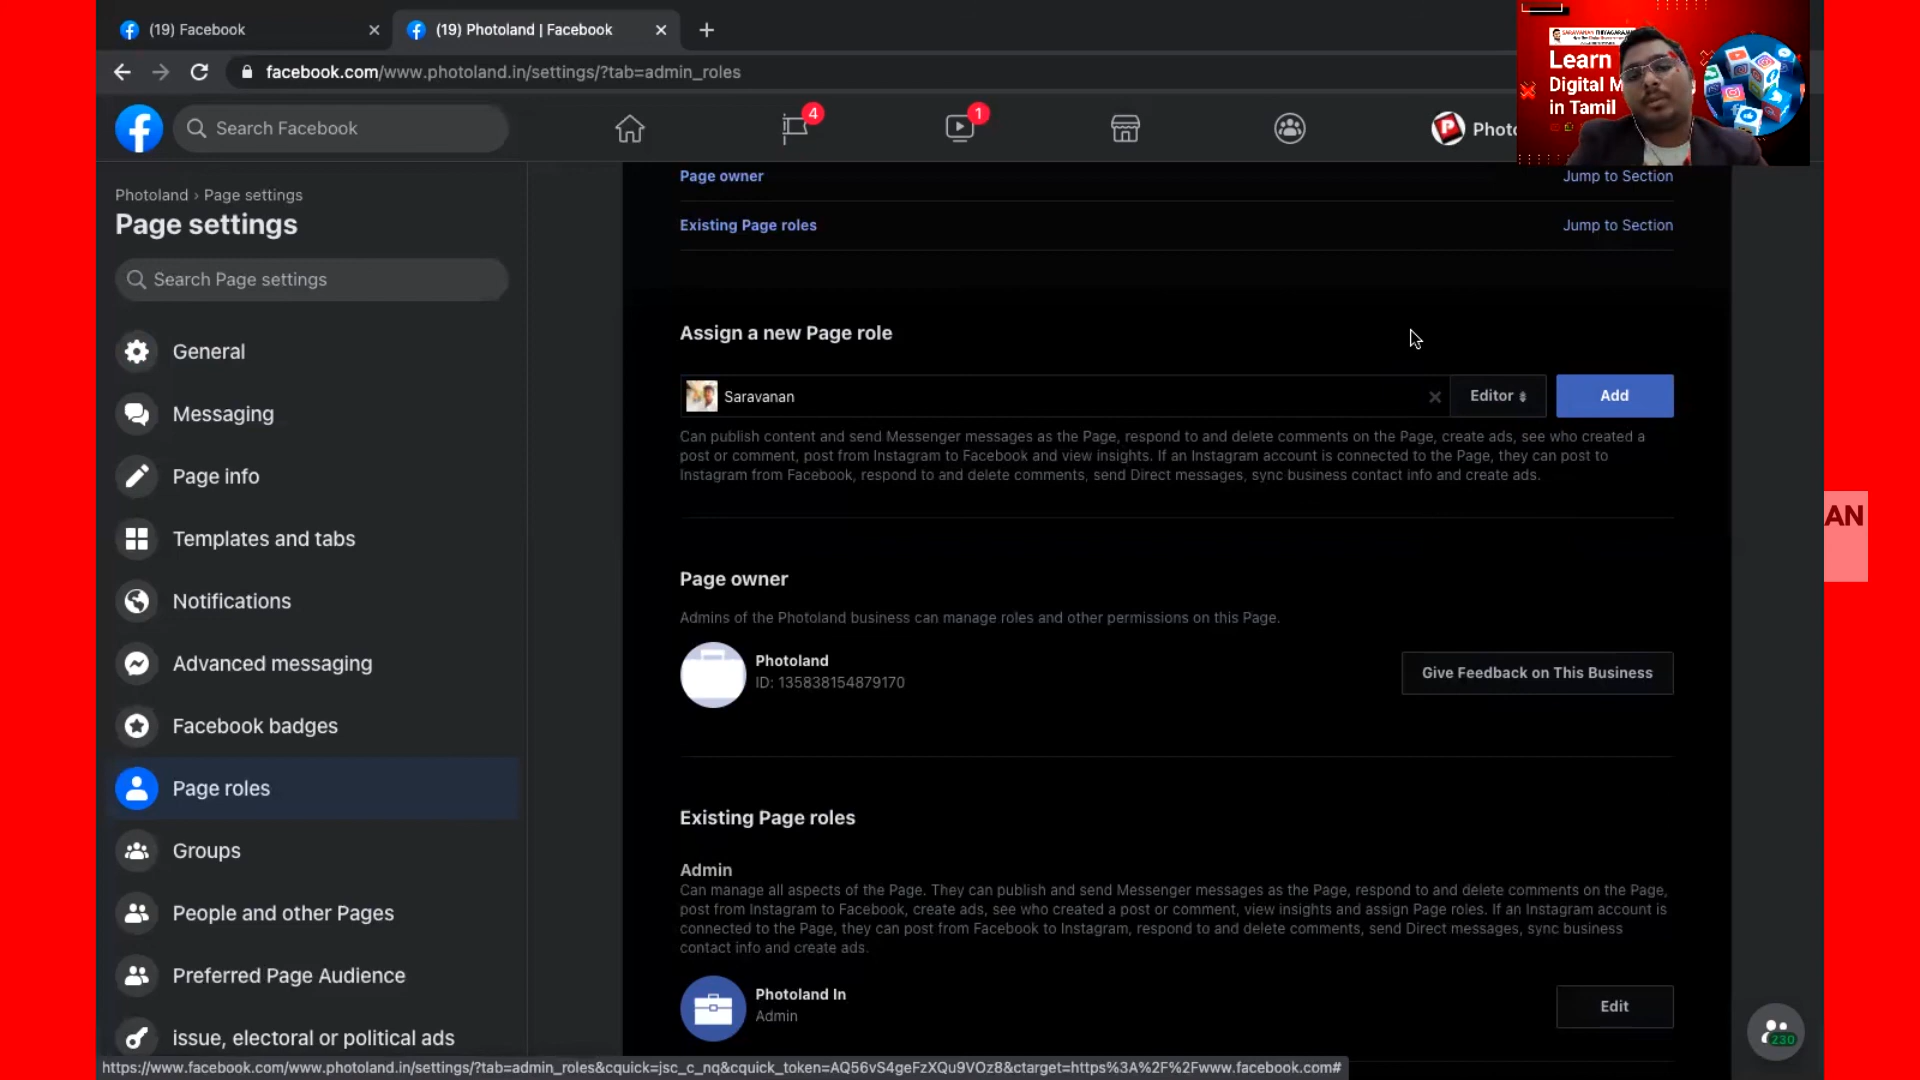 (19) Facebook
(19) Photoland | Facebook
facebook.com/www.photoland.in/settings/?tab=admin_roles
Search Facebook
4
1
Photo
SARAVANAN THIYAGARAJAN
Learn
Digital M
in Tamil
Photoland › Page settings
Page settings
Search Page settings
General
Messaging
Page info
Templates and tabs
Notifications
Advanced messaging
Facebook badges
Page roles
Groups
People and other Pages
Preferred Page Audience
issue, electoral or political ads
Page owner
Jump to Section
Existing Page roles
Jump to Section
Assign a new Page role
Saravanan
Editor
Add
Can publish content and send Messenger messages as the Page, respond to and delete comments on the Page, create ads, see who created a
post or comment, post from Instagram to Facebook and view insights. If an Instagram account is connected to the Page, they can post to
Instagram from Facebook, respond to and delete comments, send Direct messages, sync business contact info and create ads.
Page owner
Admins of the Photoland business can manage roles and other permissions on this Page.
Photoland
ID: 135838154879170
Give Feedback on This Business
Existing Page roles
Admin
Can manage all aspects of the Page. They can publish and send Messenger messages as the Page, respond to and delete comments on the Page,
post from Instagram to Facebook, create ads, see who created a post or comment, view insights and assign Page roles. If an Instagram account is
connected to the Page, they can post from Facebook to Instagram, respond to and delete comments, send Direct messages, sync business
contact info and create ads.
Photoland In
Admin
Edit
AN
230
https://www.facebook.com/www.photoland.in/settings/?tab=admin_roles&cquick=jsc_c_nq&cquick_token=AQ56vS4geFzXQu9VOz8&ctarget=https%3A%2F%2Fwww.facebook.com#